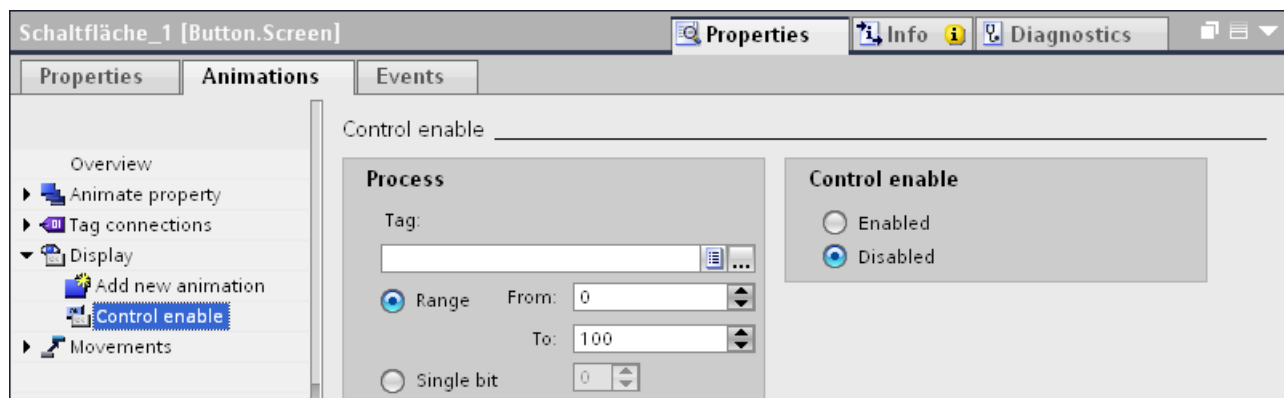 Schaltfläche_1 [Button.Screen]
Properties
Info
Diagnostics
Properties
Animations
Events
Control enable
Overview
Animate property
Tag connections
Display
Add new animation
Control enable
Movements
Process
Tag:
...
Range From: 0
To: 100
Single bit 0
Control enable
Enabled
Disabled